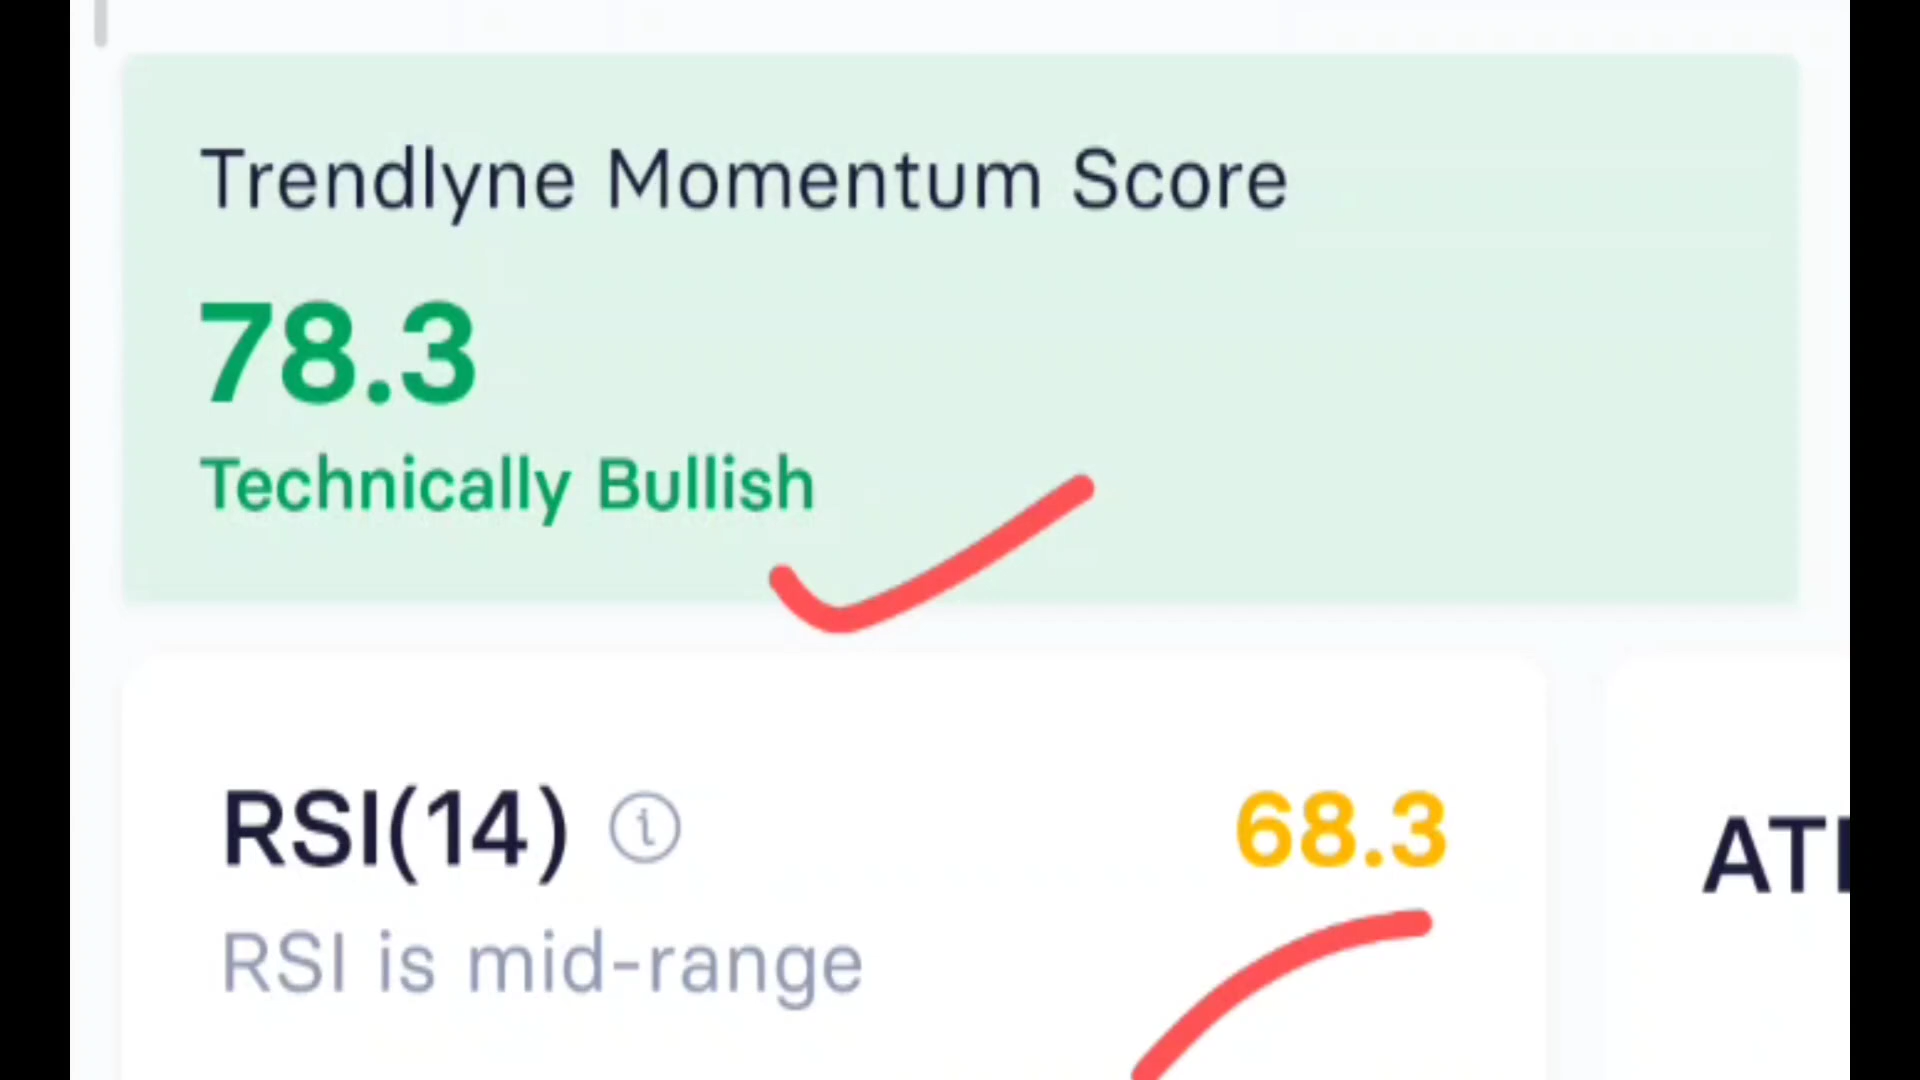 Trendlyne Momentum Score
78.3
Technically Bullish
RSI(14) 68.3
RSI is mid-range